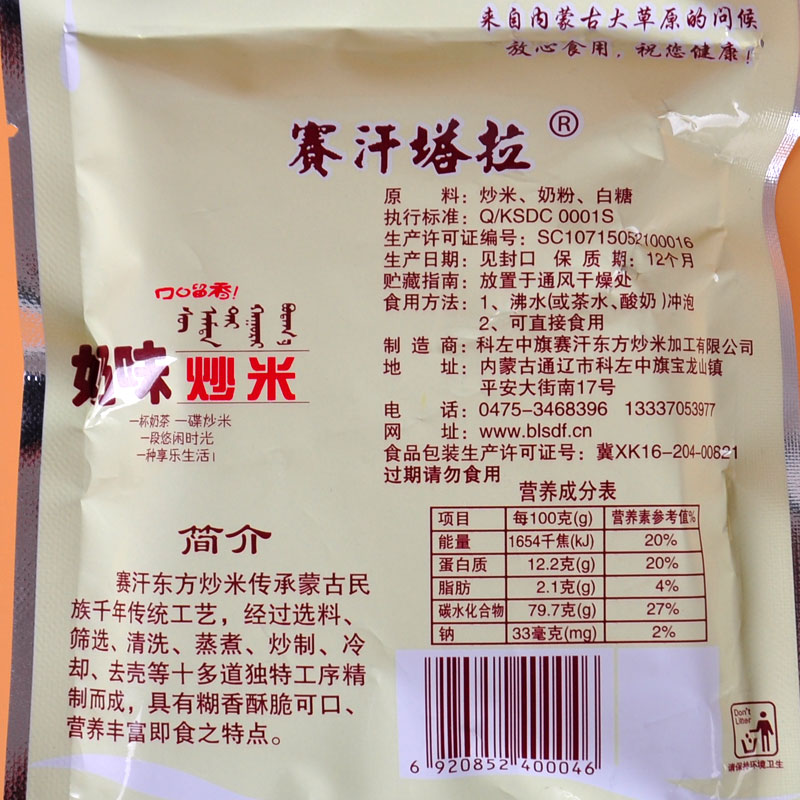 来自内蒙古大草原的问候
放心食用，祝您健康！
赛汗塔拉®
原 料：炒米、奶粉、白糖
执行标准：Q/KSDC 0001S
生产许可证编号：SC10715052100016
生产日期：见封口 保 质 期：12个月
贮藏指南：放置于通风干燥处
食用方法：1、沸水(或茶水、酸奶)冲泡
2、可直接食用
制 造 商：科左中旗赛汗东方炒米加工有限公司
地 址：内蒙古通辽市科左中旗宝龙山镇
平安大街南17号
电 话：0475-3468396 13337053977
网 址：www.blsdf.cn
食品包装生产许可证号：冀XK16-204-00821
过期请勿食用
口口留香!
奶味炒米
一杯奶茶 一碟炒米
一段悠闲时光
一种享乐生活!
简介
赛汗东方炒米传承蒙古民
族千年传统工艺，经过选料、
筛选、清洗、蒸煮、炒制、冷
却、去壳等十多道独特工序精
制而成，具有糊香酥脆可口、
营养丰富即食之特点。
营养成分表
项目 每100克(g) 营养素参考值%
能量 1654千焦(kJ) 20%
蛋白质 12.2克(g) 20%
脂肪 2.1克(g) 4%
碳水化合物 79.7克(g) 27%
钠 33毫克(mg) 2%
6 920852 400046
Don't
Litter
请保持环境卫生